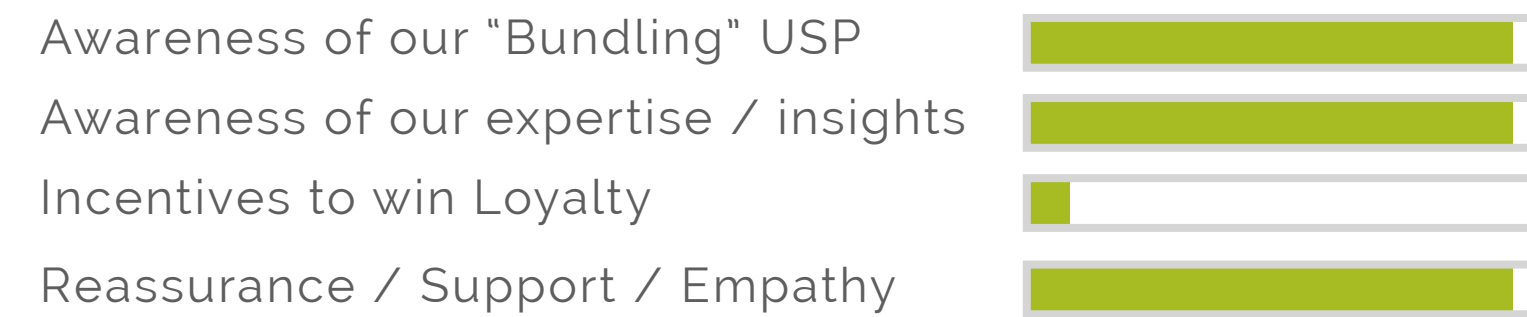 Awareness of our “Bundling” USP
Awareness of our expertise / insights
Incentives to win Loyalty
Reassurance / Support / Empathy